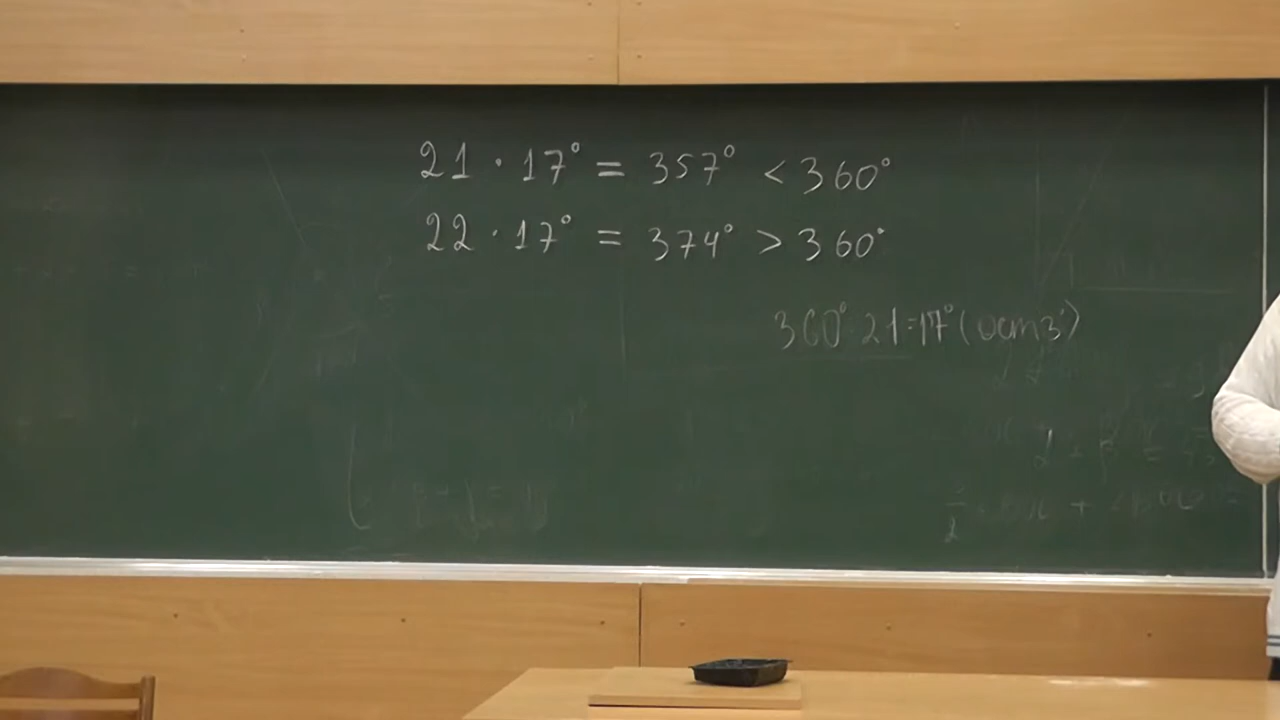 21 · 17° = 357° < 360°
22 · 17° = 374° > 360°
360° : 21 = 17° (ост 3°)